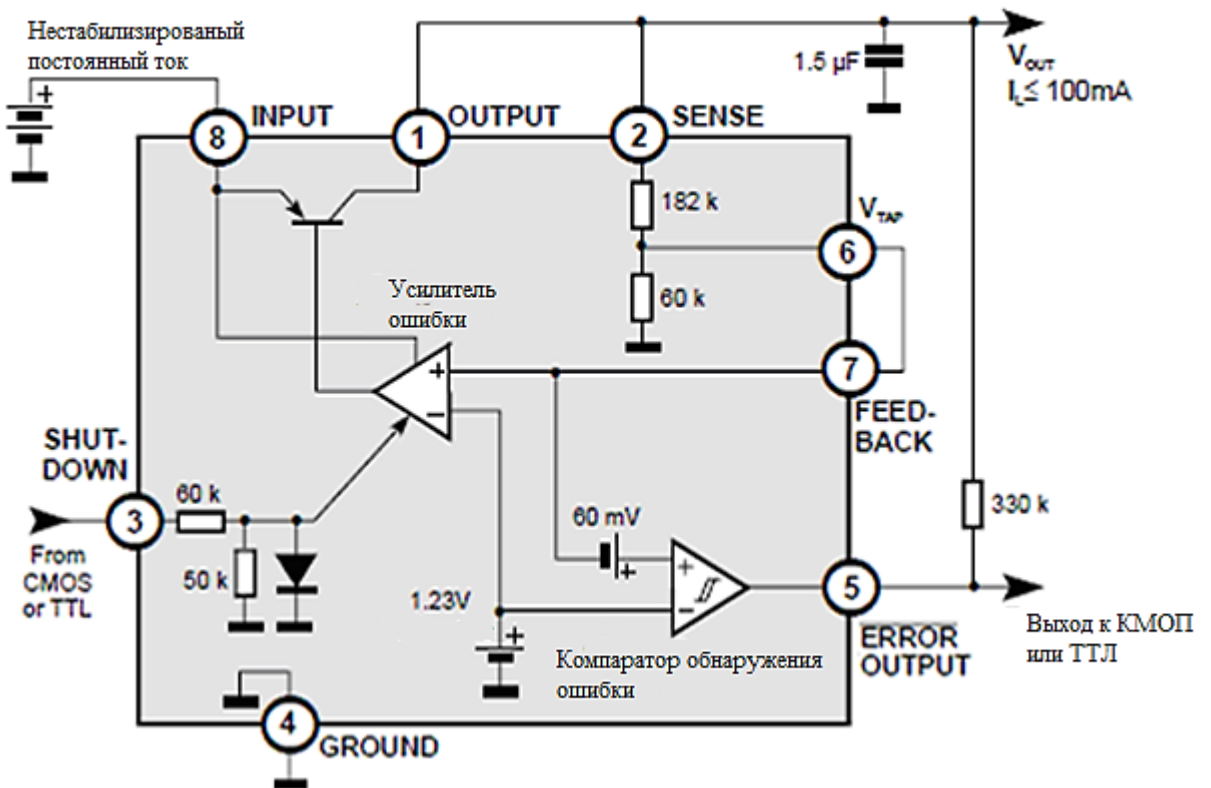 Нестабилизированый
постоянный ток
+
1.5 µF
VOUT
IL≤ 100mA
INPUT
OUTPUT
SENSE
8
1
2
182 k
VTAP
6
60 k
Усилитель
ошибки
+
−
7
FEED-
BACK
SHUT-
DOWN
60 k
3
From
CMOS
or TTL
50 k
60 mV
+
330 k
1.23V
+
+
−
5
ERROR
OUTPUT
Выход к КМОП
или ТТЛ
Компаратор обнаружения
ошибки
4
GROUND